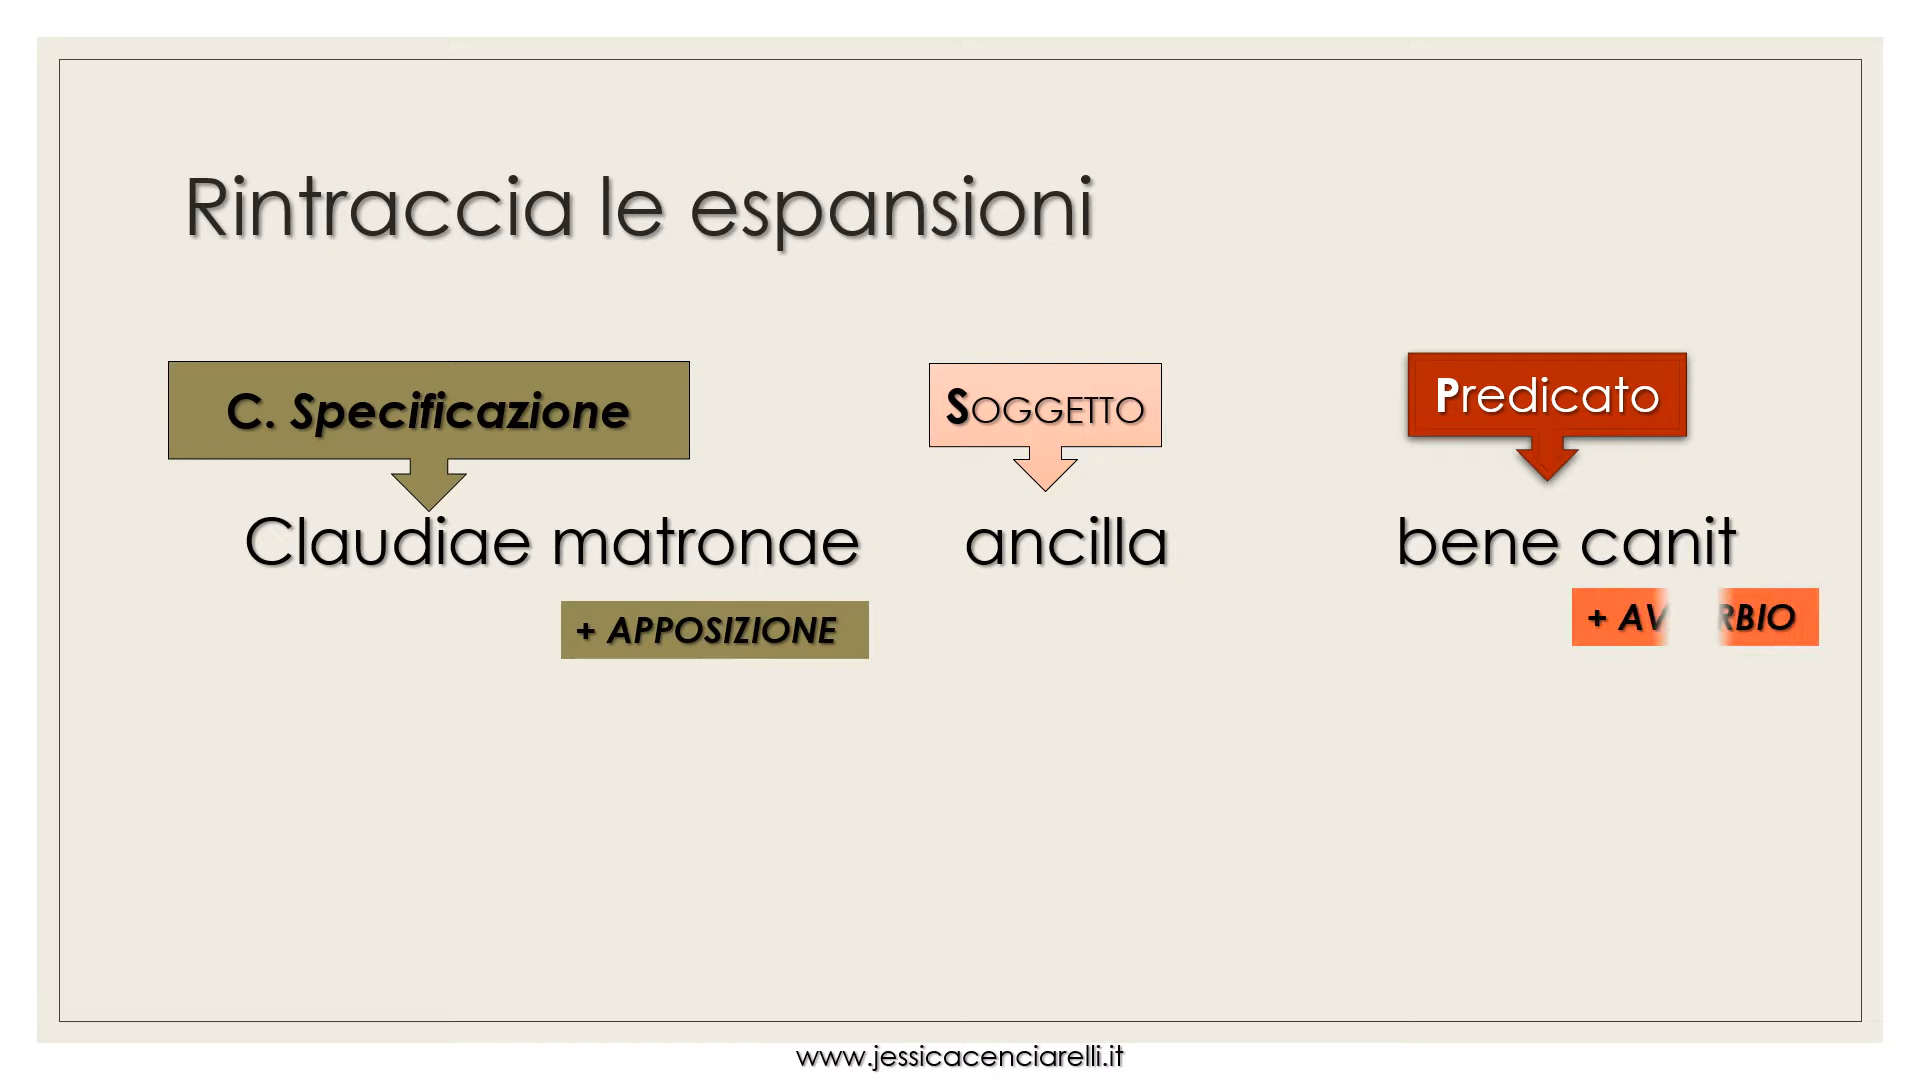 Rintraccia le espansioni
C. Specificazione
SOGGETTO
Predicato
Claudiae matronae ancilla bene canit
+ APPOSIZIONE
+
www.jessicacenciarelli.it